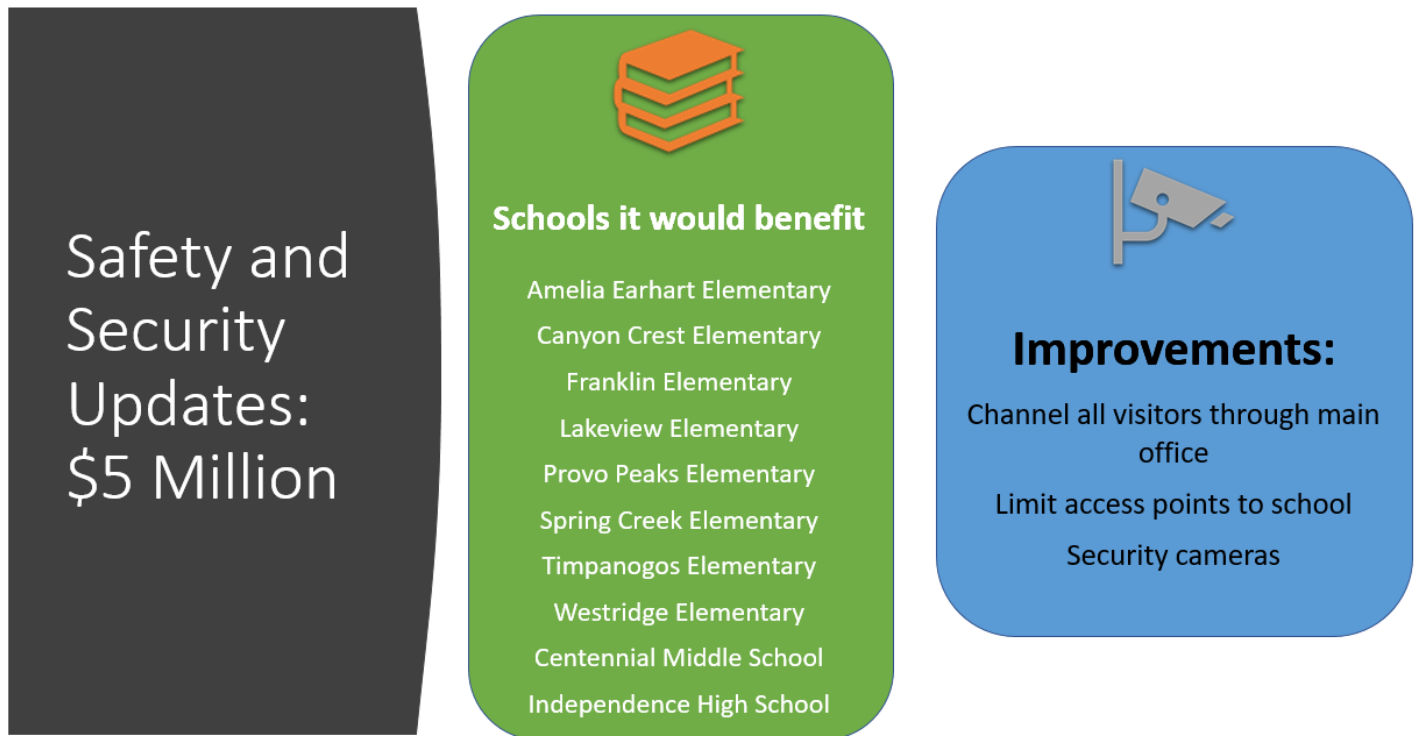 Safety and
Security
Updates:
$5 Million
Schools it would benefit
Amelia Earhart Elementary
Canyon Crest Elementary
Franklin Elementary
Lakeview Elementary
Provo Peaks Elementary
Spring Creek Elementary
Timpanogos Elementary
Westridge Elementary
Centennial Middle School
Independence High School
Improvements:
Channel all visitors through main
office
Limit access points to school
Security cameras